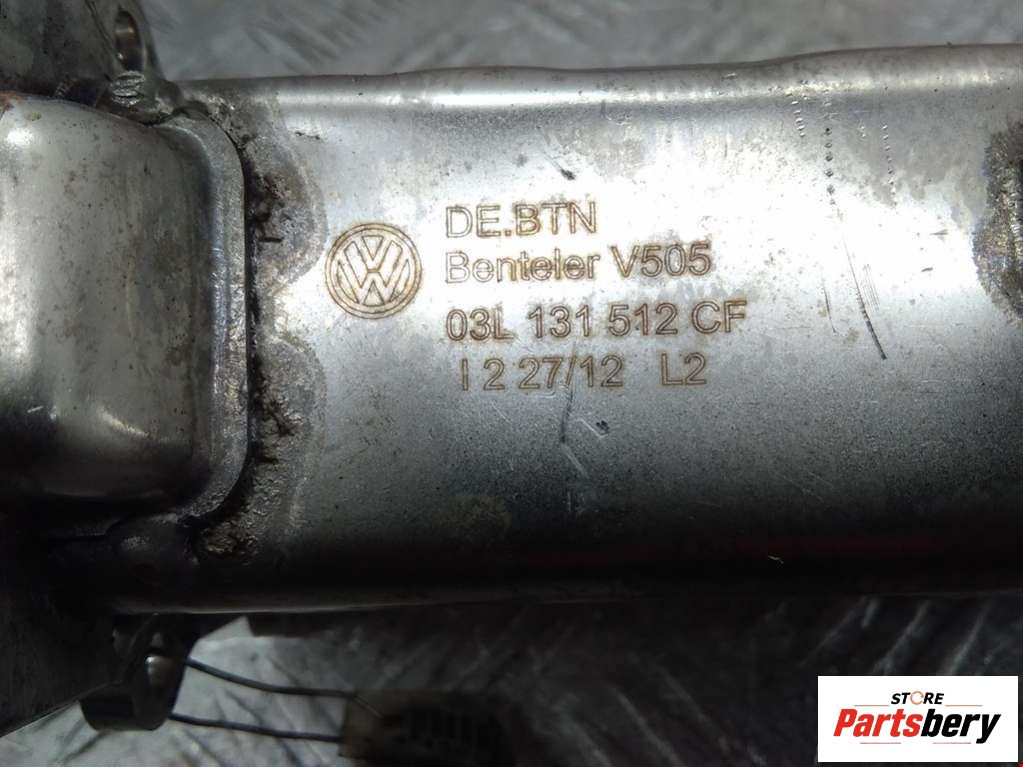 DE.BTN
Benteler V505
03L 131 512 CF
I 2 27/12 L2
STORE
Partsbery